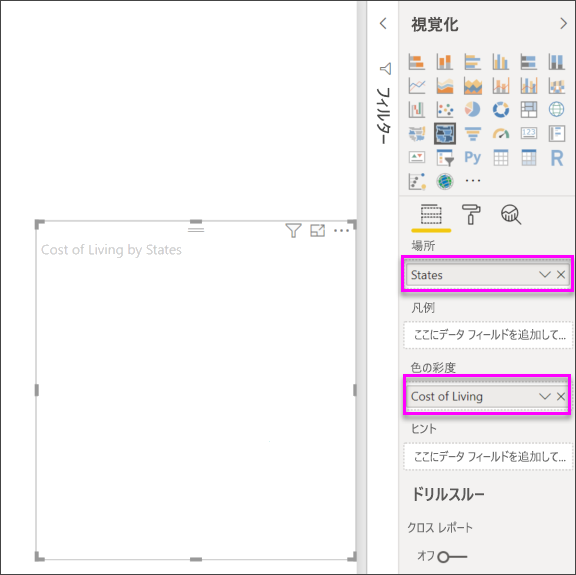 Cost of Living by States
フィルター
視覚化
123
Py
R
場所
States
凡例
ここにデータ フィールドを追加して...
色の彩度
Cost of Living
ヒント
ここにデータ フィールドを追加して...
ドリルスルー
クロス レポート
オフ